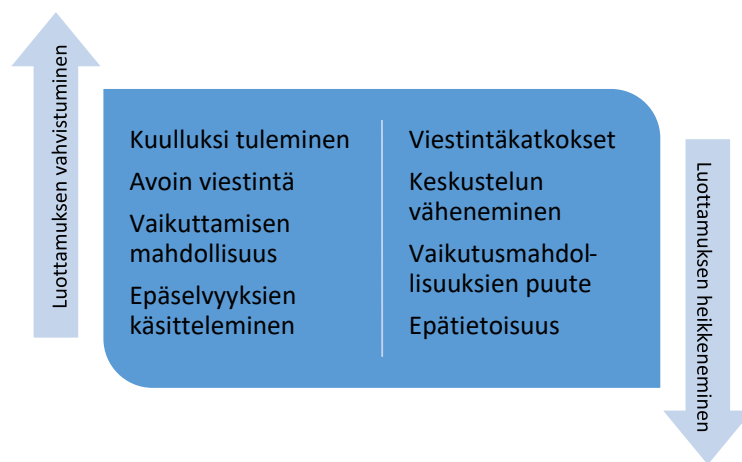 Luottamuksen vahvistuminen
Kuulluksi tuleminen
Avoin viestintä
Vaikuttamisen
mahdollisuus
Epäselvyyksien
käsitteleminen
Viestintäkatkokset
Keskustelun
väheneminen
Vaikutusmahdol-
lisuuksien puute
Epätietoisuus
Luottamuksen heikkeneminen